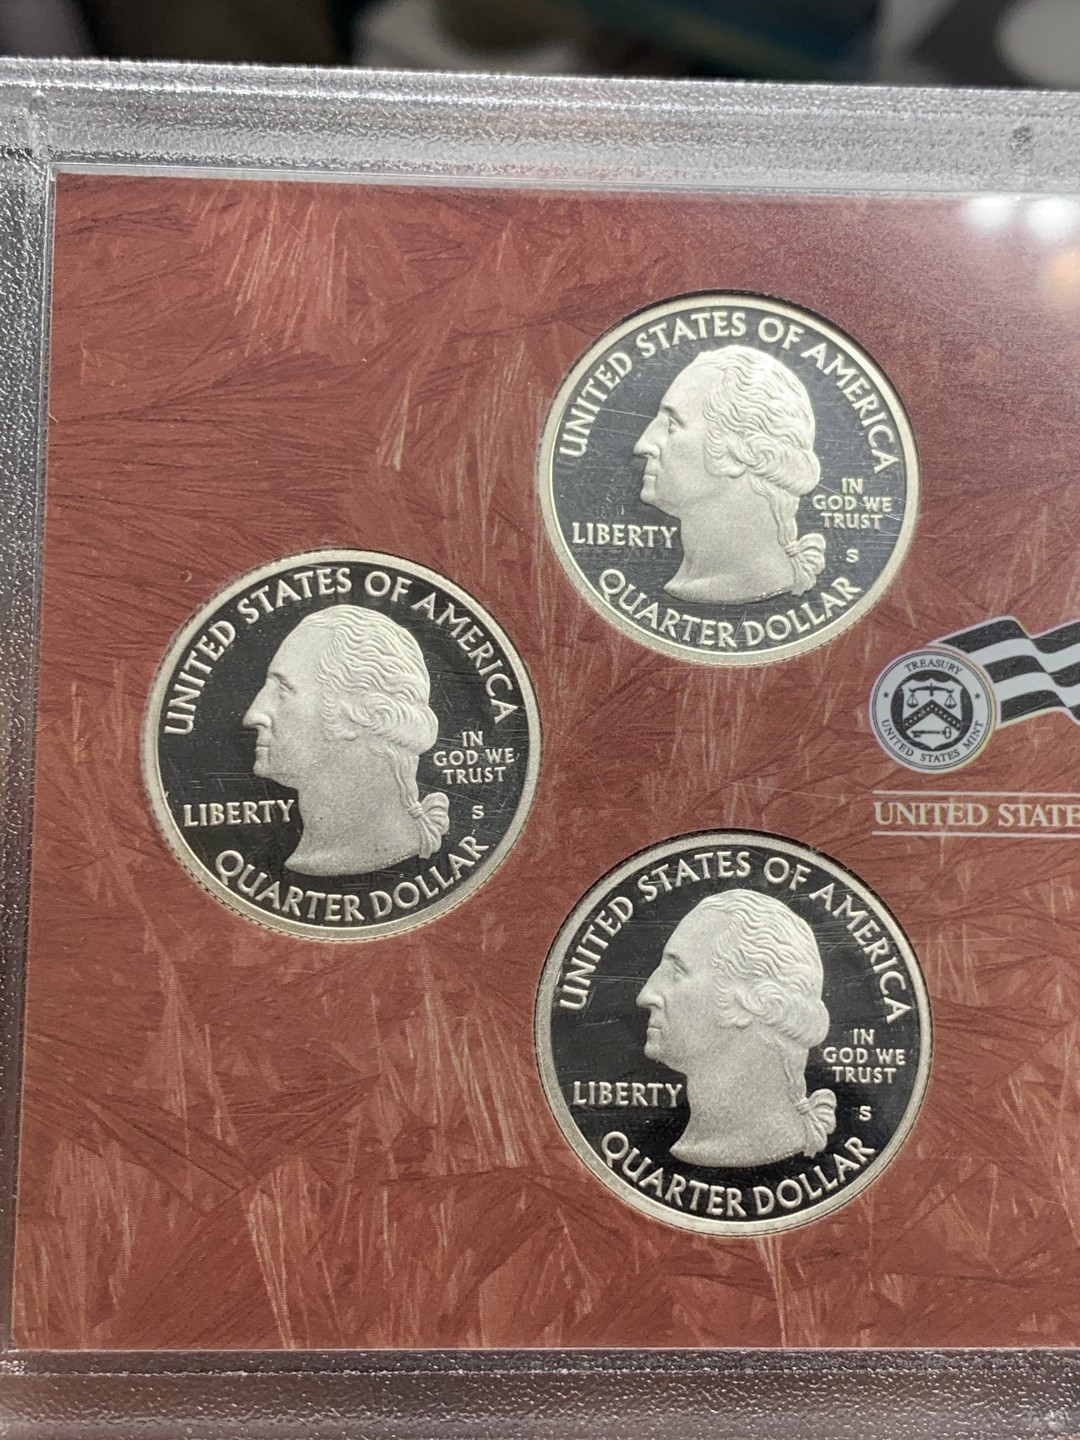 UNITED STATES OF AMERICA
IN
GOD WE
TRUST
LIBERTY
S
QUARTER DOLLAR
UNITED STATES OF AMERICA
IN
GOD WE
TRUST
LIBERTY
S
QUARTER DOLLAR
TREASURY
UNITED STATES MINT
UNITED STATE
UNITED STATES OF AMERICA
IN
GOD WE
TRUST
LIBERTY
S
QUARTER DOLLAR